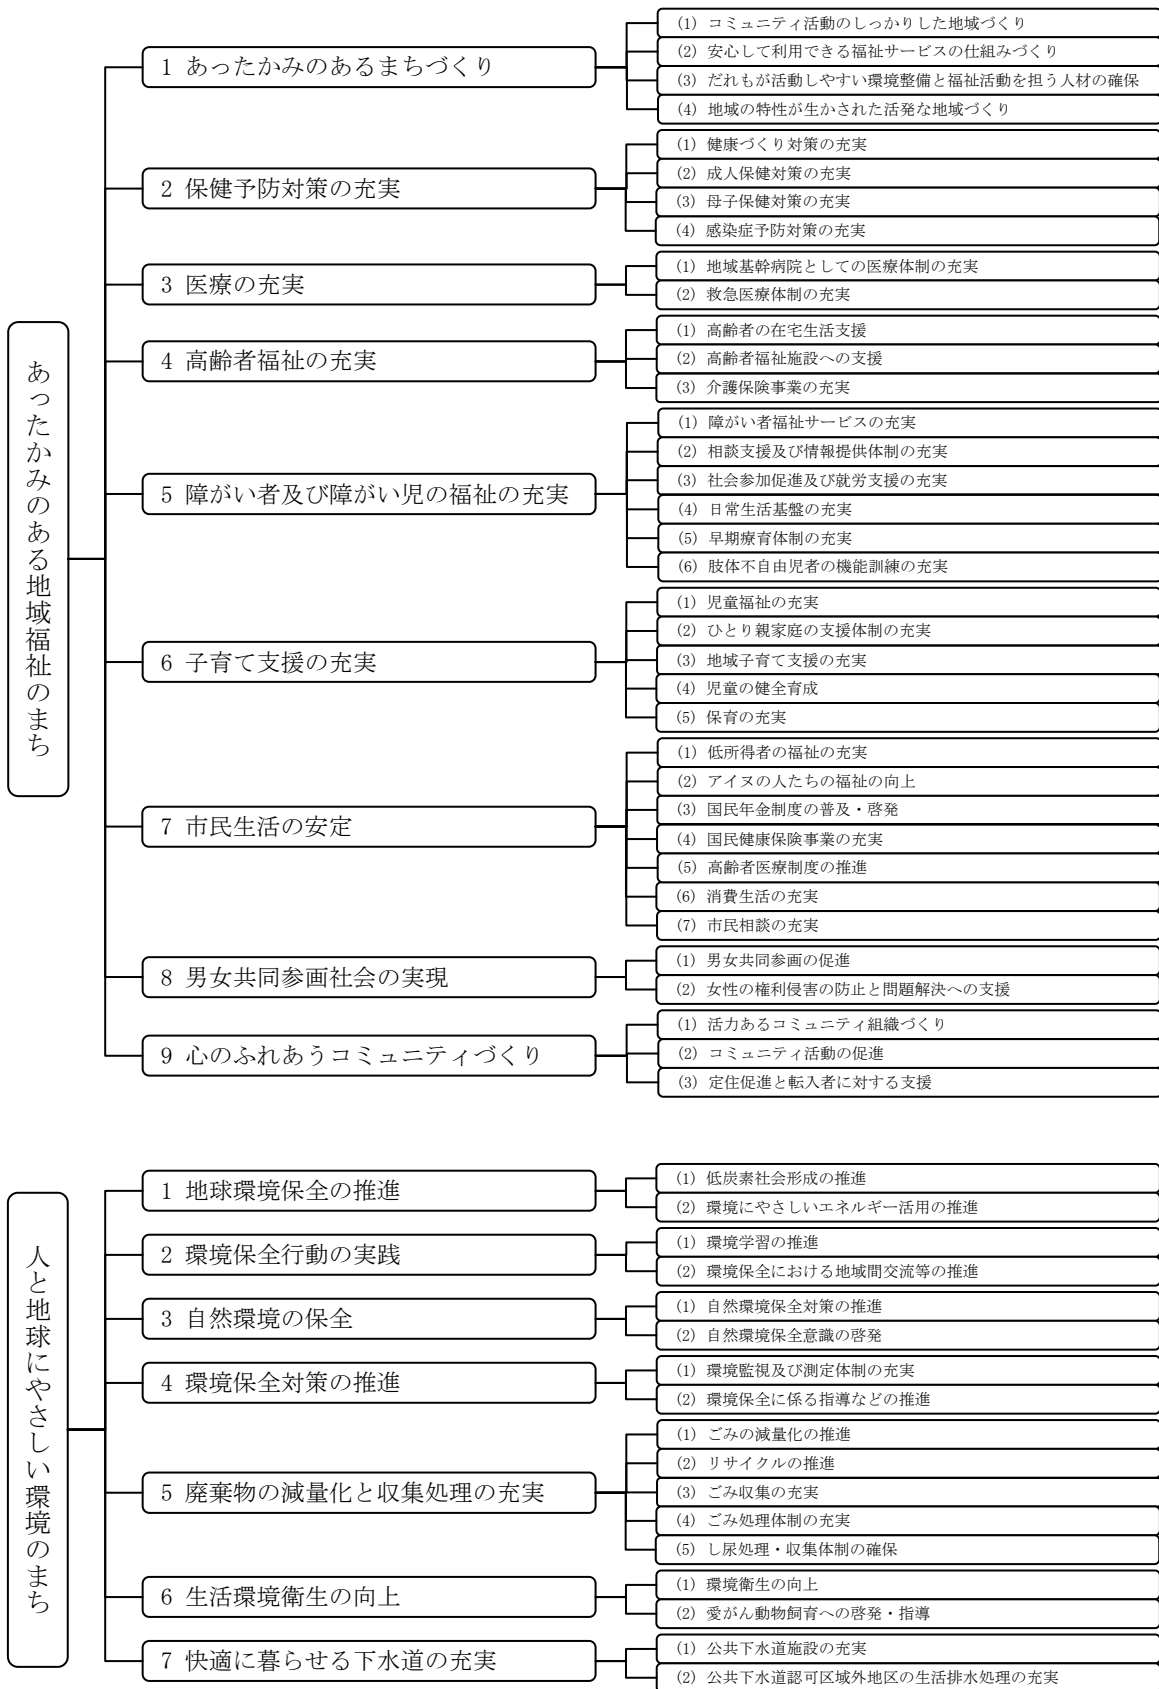 あったかみのある地域福祉のまち
1 あったかみのあるまちづくり
(1) コミュニティ活動のしっかりした地域づくり
(2) 安心して利用できる福祉サービスの仕組みづくり
(3) だれもが活動しやすい環境整備と福祉活動を担う人材の確保
(4) 地域の特性が生かされた活発な地域づくり
2 保健予防対策の充実
(1) 健康づくり対策の充実
(2) 成人保健対策の充実
(3) 母子保健対策の充実
(4) 感染症予防対策の充実
3 医療の充実
(1) 地域基幹病院としての医療体制の充実
(2) 救急医療体制の充実
4 高齢者福祉の充実
(1) 高齢者の在宅生活支援
(2) 高齢者福祉施設への支援
(3) 介護保険事業の充実
5 障がい者及び障がい児の福祉の充実
(1) 障がい者福祉サービスの充実
(2) 相談支援及び情報提供体制の充実
(3) 社会参加促進及び就労支援の充実
(4) 日常生活基盤の充実
(5) 早期療育体制の充実
(6) 肢体不自由児者の機能訓練の充実
6 子育て支援の充実
(1) 児童福祉の充実
(2) ひとり親家庭の支援体制の充実
(3) 地域子育て支援の充実
(4) 児童の健全育成
(5) 保育の充実
7 市民生活の安定
(1) 低所得者の福祉の充実
(2) アイヌの人たちの福祉の向上
(3) 国民年金制度の普及・啓発
(4) 国民健康保険事業の充実
(5) 高齢者医療制度の推進
(6) 消費生活の充実
(7) 市民相談の充実
8 男女共同参画社会の実現
(1) 男女共同参画の促進
(2) 女性の権利侵害の防止と問題解決への支援
9 心のふれあうコミュニティづくり
(1) 活力あるコミュニティ組織づくり
(2) コミュニティ活動の促進
(3) 定住促進と転入者に対する支援
人と地球にやさしい環境のまち
1 地球環境保全の推進
(1) 低炭素社会形成の推進
(2) 環境にやさしいエネルギー活用の推進
2 環境保全行動の実践
(1) 環境学習の推進
(2) 環境保全における地域間交流等の推進
3 自然環境の保全
(1) 自然環境保全対策の推進
(2) 自然環境保全意識の啓発
4 環境保全対策の推進
(1) 環境監視及び測定体制の充実
(2) 環境保全に係る指導などの推進
5 廃棄物の減量化と収集処理の充実
(1) ごみの減量化の推進
(2) リサイクルの推進
(3) ごみ収集の充実
(4) ごみ処理体制の充実
(5) し尿処理・収集体制の確保
6 生活環境衛生の向上
(1) 環境衛生の向上
(2) 愛がん動物飼育への啓発・指導
7 快適に暮らせる下水道の充実
(1) 公共下水道施設の充実
(2) 公共下水道認可区域外地区の生活排水処理の充実